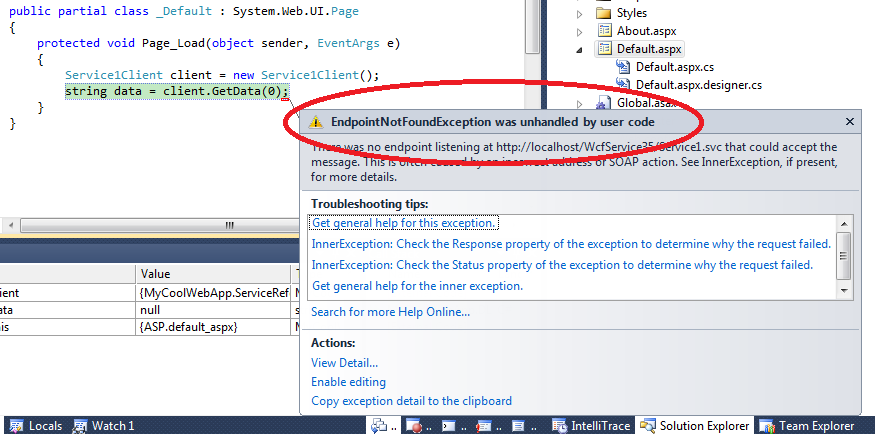 public partial class _Default : System.Web.UI.Page
{
protected void Page_Load(object sender, EventArgs e)
{
Service1Client client = new Service1Client();
string data = client.GetData(0);
}
}
Styles
About.aspx
Default.aspx
Default.aspx.cs
Default.aspx.designer.cs
Global.asax
EndpointNotFoundException was unhandled by user code
There was no endpoint listening at http://localhost/WcfService35/Service1.svc that could accept the
message. This is often caused by an incorrect address or SOAP action. See InnerException, if present,
for more details.
Troubleshooting tips:
Get general help for this exception.
InnerException: Check the Response property of the exception to determine why the request failed.
InnerException: Check the Status property of the exception to determine why the request failed.
Get general help for the inner exception.
Search for more Help Online...
Actions:
View Detail...
Enable editing
Copy exception detail to the clipboard
Value
ient {MyCoolWebApp.ServiceRef
ata null s
is {ASP.default_aspx}
Locals
Watch 1
..
..
..
..
..
IntelliTrace
Solution Explorer
Team Explorer